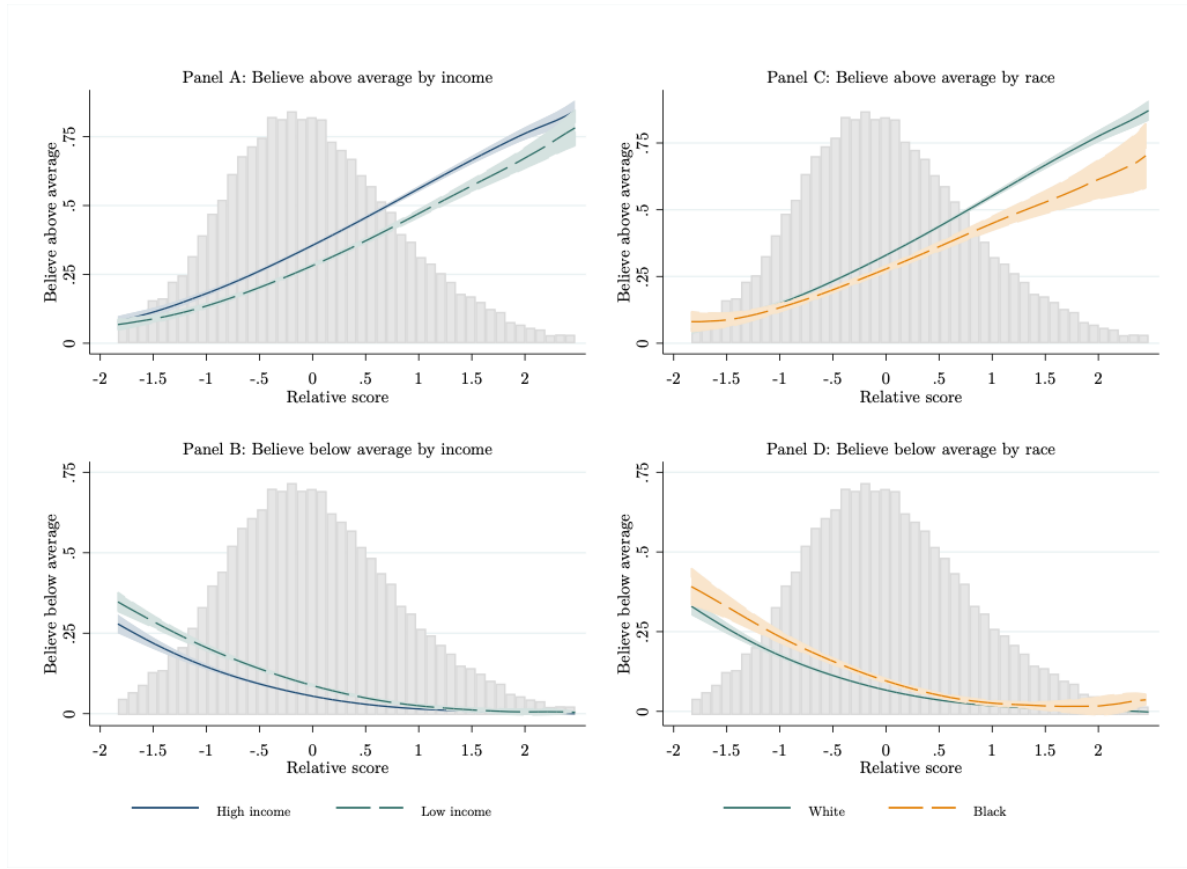 Panel A: Believe above average by income
Believe above average
.75
.5
.25
0
-2 -1.5 -1 -.5 0 .5 1 1.5 2
Relative score
Panel C: Believe above average by race
Believe above average
.75
.5
.25
0
-2 -1.5 -1 -.5 0 .5 1 1.5 2
Relative score
Panel B: Believe below average by income
Believe below average
.75
.5
.25
0
-2 -1.5 -1 -.5 0 .5 1 1.5 2
Relative score
High income Low income
Panel D: Believe below average by race
Believe below average
.75
.5
.25
0
-2 -1.5 -1 -.5 0 .5 1 1.5 2
Relative score
White Black